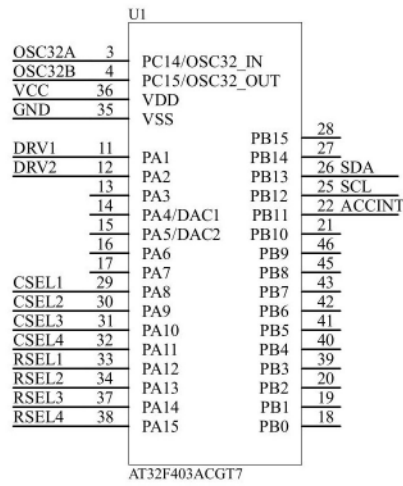 U1
OSC32A 3 PC14/OSC32_IN
OSC32B 4 PC15/OSC32_OUT
VCC 36 VDD
GND 35 VSS
PB15 28
DRV1 11 PA1 PB14 27
DRV2 12 PA2 PB13 26 SDA
13 PA3 PB12 25 SCL
14 PA4/DAC1 PB11 22 ACCINT
15 PA5/DAC2 PB10 21
16 PA6 PB9 46
17 PA7 PB8 45
CSEL1 29 PA8 PB7 43
CSEL2 30 PA9 PB6 42
CSEL3 31 PA10 PB5 41
CSEL4 32 PA11 PB4 40
RSEL1 33 PA12 PB3 39
RSEL2 34 PA13 PB2 20
RSEL3 37 PA14 PB1 19
RSEL4 38 PA15 PB0 18
AT32F403ACGT7